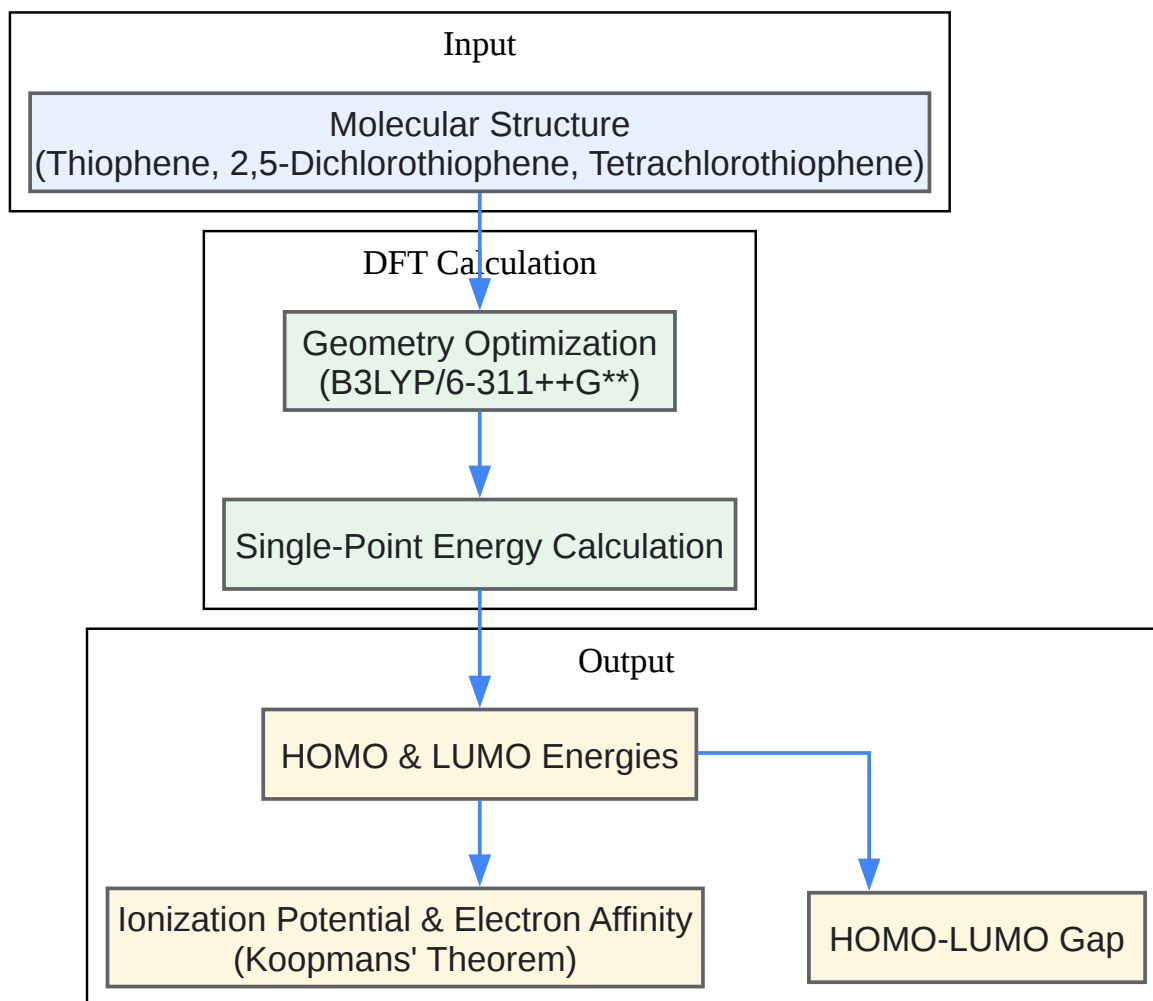 Input
Molecular Structure
(Thiophene, 2,5-Dichlorothiophene, Tetrachlorothiophene)
DFT Calculation
Geometry Optimization
(B3LYP/6-311++G**)
Single-Point Energy Calculation
Output
HOMO & LUMO Energies
Ionization Potential & Electron Affinity
(Koopmans' Theorem)
HOMO-LUMO Gap